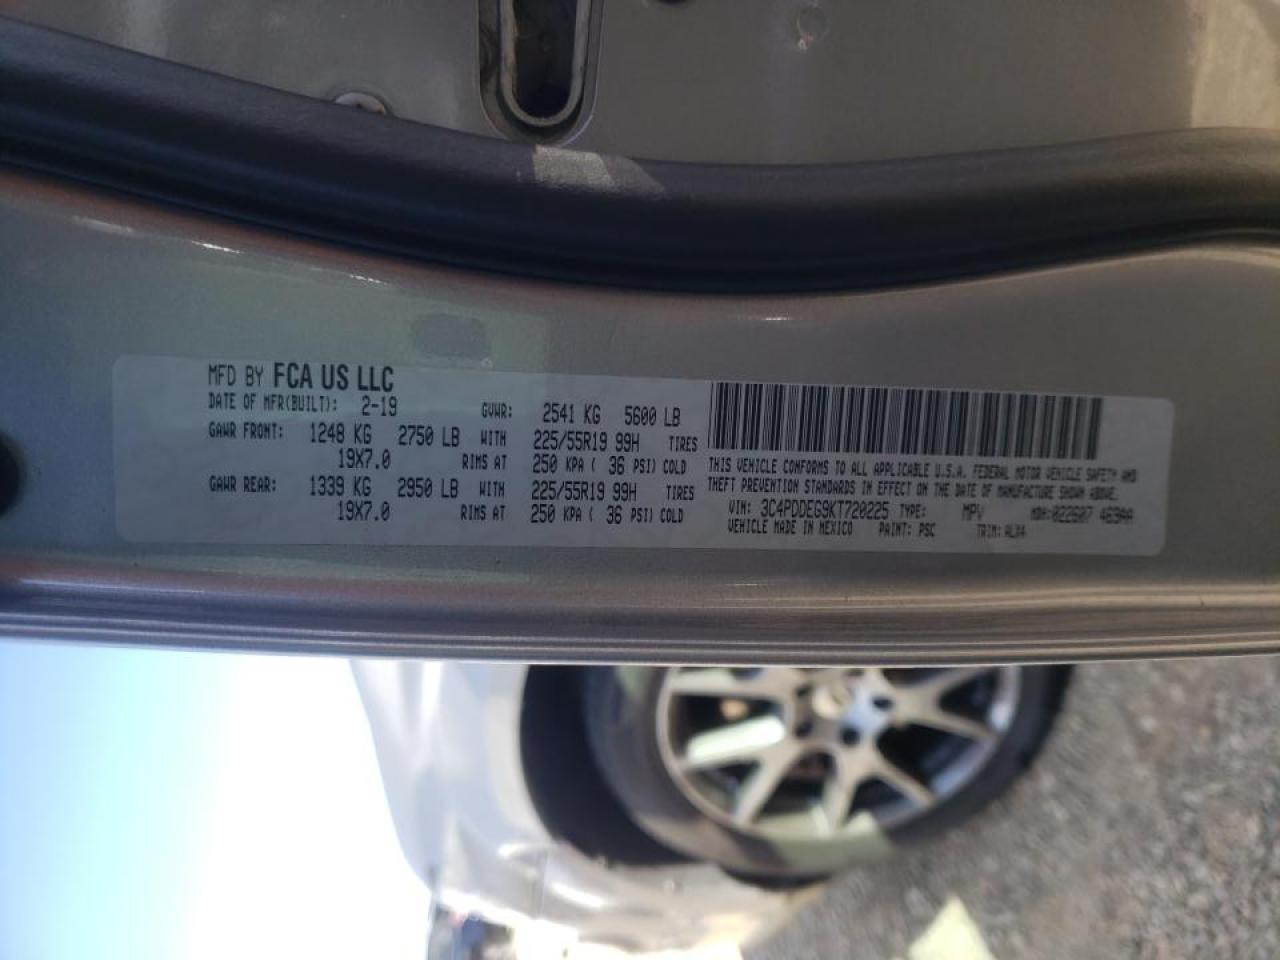 MFD BY FCA US LLC
DATE OF MFR(BUILT): 2-19 GVWR: 2541 KG 5600 LB
GAWR FRONT: 1248 KG 2750 LB WITH 225/55R19 99H TIRES
19X7.0 RIMS AT 250 KPA ( 36 PSI) COLD
GAWR REAR: 1339 KG 2950 LB WITH 225/55R19 99H TIRES
19X7.0 RIMS AT 250 KPA ( 36 PSI) COLD
THIS VEHICLE CONFORMS TO ALL APPLICABLE U.S.A. FEDERAL MOTOR VEHICLE SAFETY AND
THEFT PREVENTION STANDARDS IN EFFECT ON THE DATE OF MANUFACTURE SHOWN ABOVE.
VIN: 3C4PDDEG9KT720225 TYPE: MPV MDH:022607 469AA
VEHICLE MADE IN MEXICO PAINT: PSC TRIM: